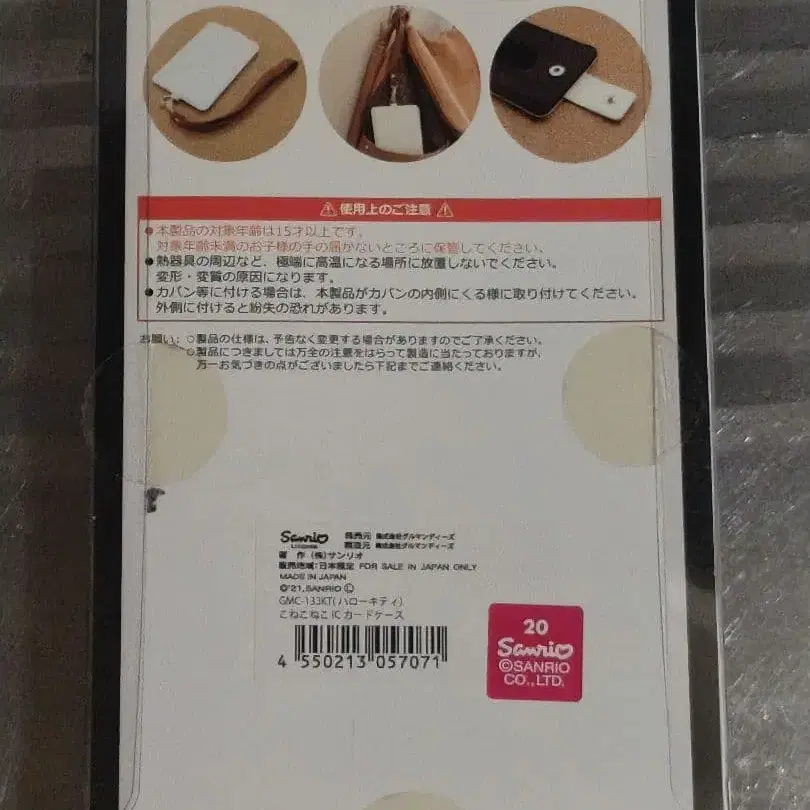 ⚠使用上のご注意⚠
●本製品の対象年齢は15才以上です。
対象年齢未満のお子様の手の届かないところに保管してください。
●熱器具の周辺など、極端に高温になる場所に放置しないでください。
変形・変質の原因になります。
●カバン等に付ける場合は、本製品がカバンの内側にくる様に取り付けてください。
外側に付けると紛失の恐れがあります。
お願い:○製品の仕様は、予告なく変更する場合がありますのでご了承ください。
○製品につきましては万全の注意をはらって製造に当たっておりますが、
万一お気づきの点がございましたら下記までご連絡ください。
Sanrio 発売元 株式会社グルマンディーズ
LICENSE 製造元 株式会社グルマンディーズ
著 作 (株)サンリオ
販売地域:日本限定 FOR SALE IN JAPAN ONLY
MADE IN JAPAN
©'21,SANRIO Ⓛ
GMC-133KT(ハローキティ)
こねこねこ ICカードケース
4 550213 057071
20
Sanrio
©SANRIO
CO.,LTD.